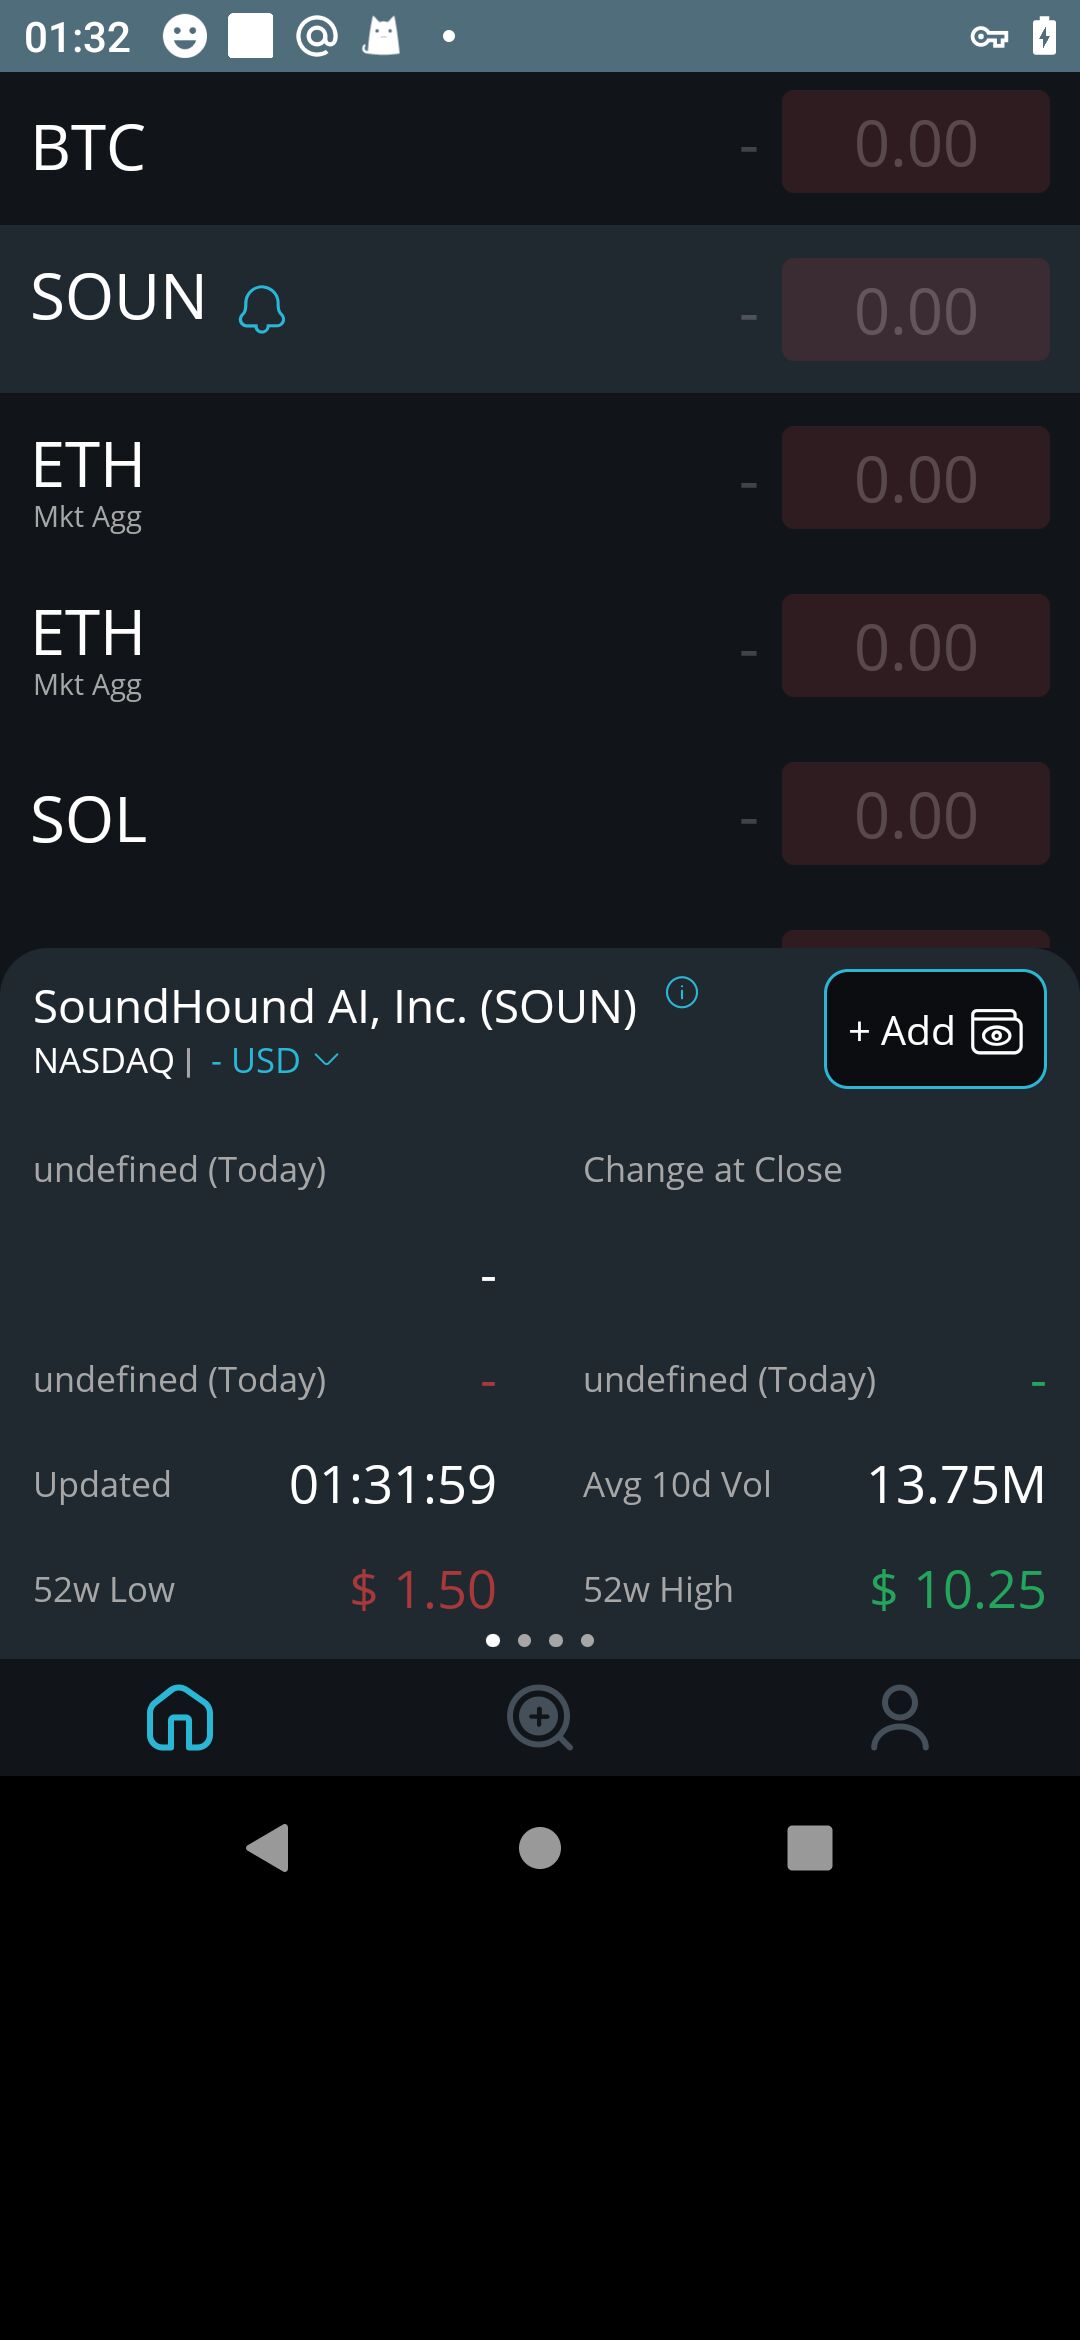 01:32
BTC - 0.00
SOUN - 0.00
ETH - 0.00
Mkt Agg
ETH - 0.00
Mkt Agg
SOL - 0.00
SoundHound AI, Inc. (SOUN)
+ Add
NASDAQ | - USD
undefined (Today) Change at Close
-
undefined (Today) - undefined (Today) -
Updated 01:31:59 Avg 10d Vol 13.75M
52w Low $ 1.50 52w High $ 10.25